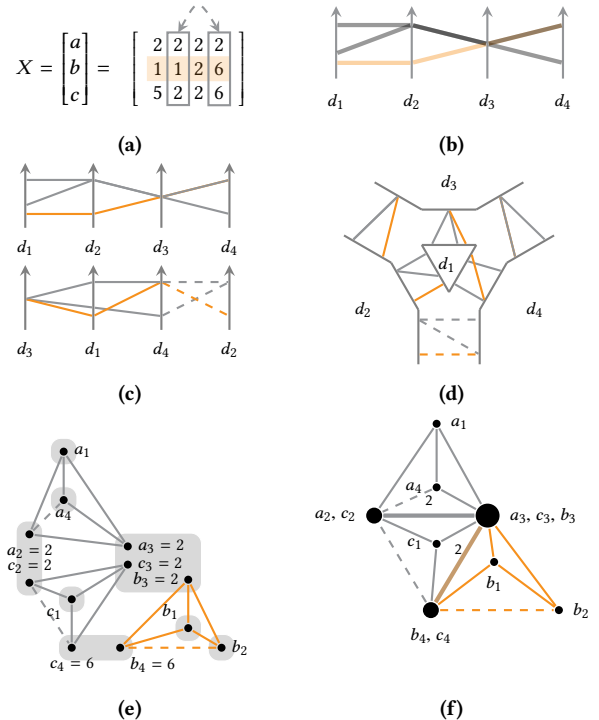 X = [a b c] = [
2 2 2 2
1 1 2 6
5 2 2 6
]
(a)
d1 d2 d3 d4
(b)
d1 d2 d3 d4
d3 d1 d4 d2
(c)
d3
d1
d2 d4
(d)
a1
a4
a2 = 2
c2 = 2
a3 = 2
c3 = 2
b3 = 2
c1
b1
b2
c4 = 6 b4 = 6
(e)
a1
a4
2
a2, c2
a3, c3, b3
c1
2
b1
b2
b4, c4
(f)